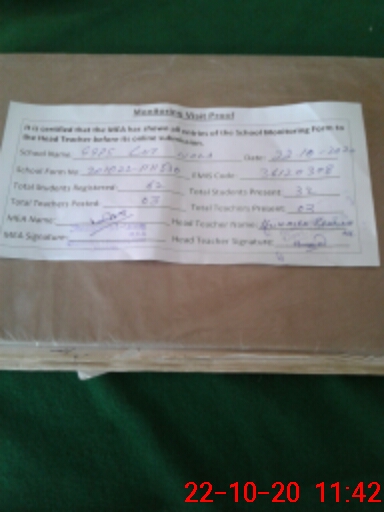 Monitoring Visit Proof
It is certified that the MEA has shown all entries of the School Monitoring Form to
the Head Teacher before its online submission.
School Name: GGPS Date: 22-10-2020
School Form No EMIS Code: 36120308
Total Students Registered: 62 Total Students Present: 32
Total Teachers Posted: 03 Total Teachers Present: 03
MEA Name: Head Teacher Name:
MEA Signature: Head Teacher Signature:
22-10-20 11:42